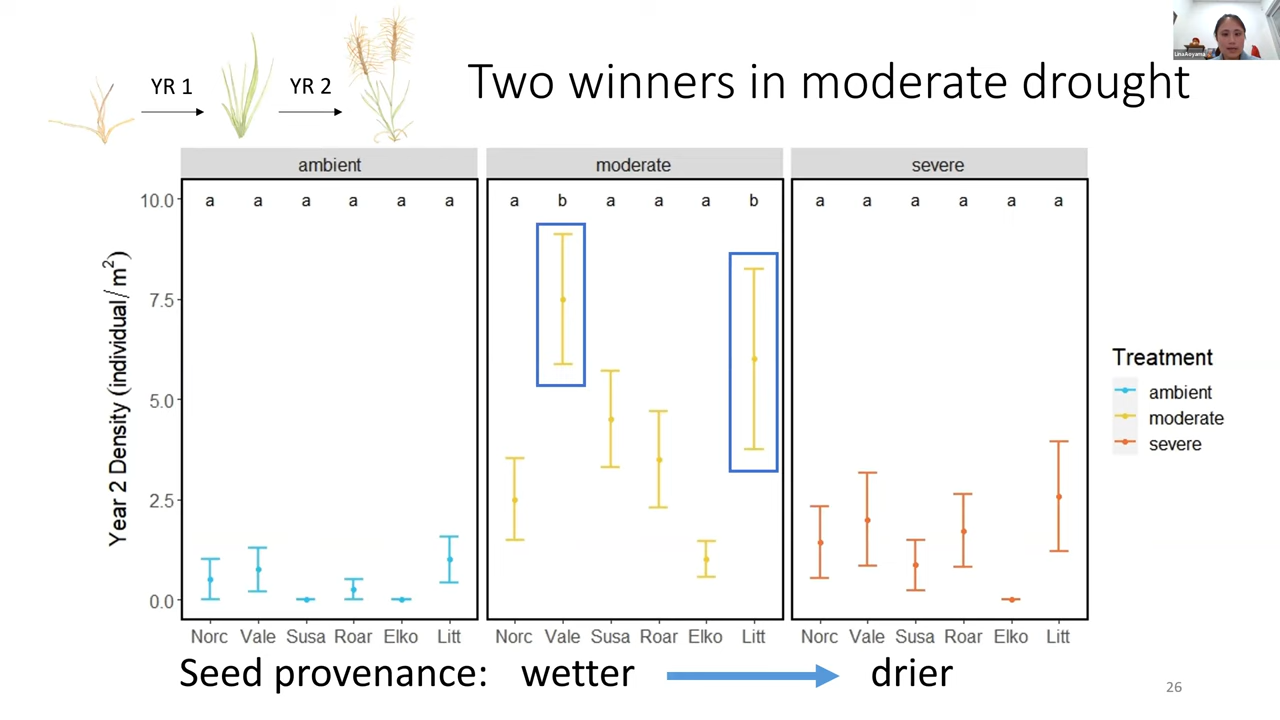 LinaAoyama
YR 1
YR 2
Two winners in moderate drought
ambient
moderate
severe
a a a a a a
a b a a a b
a a a a a a
10.0
7.5
5.0
2.5
0.0
Year 2 Density (individual/m²)
Norc Vale Susa Roar Elko Litt
Norc Vale Susa Roar Elko Litt
Norc Vale Susa Roar Elko Litt
Treatment
ambient
moderate
severe
Seed provenance: wetter drier
26